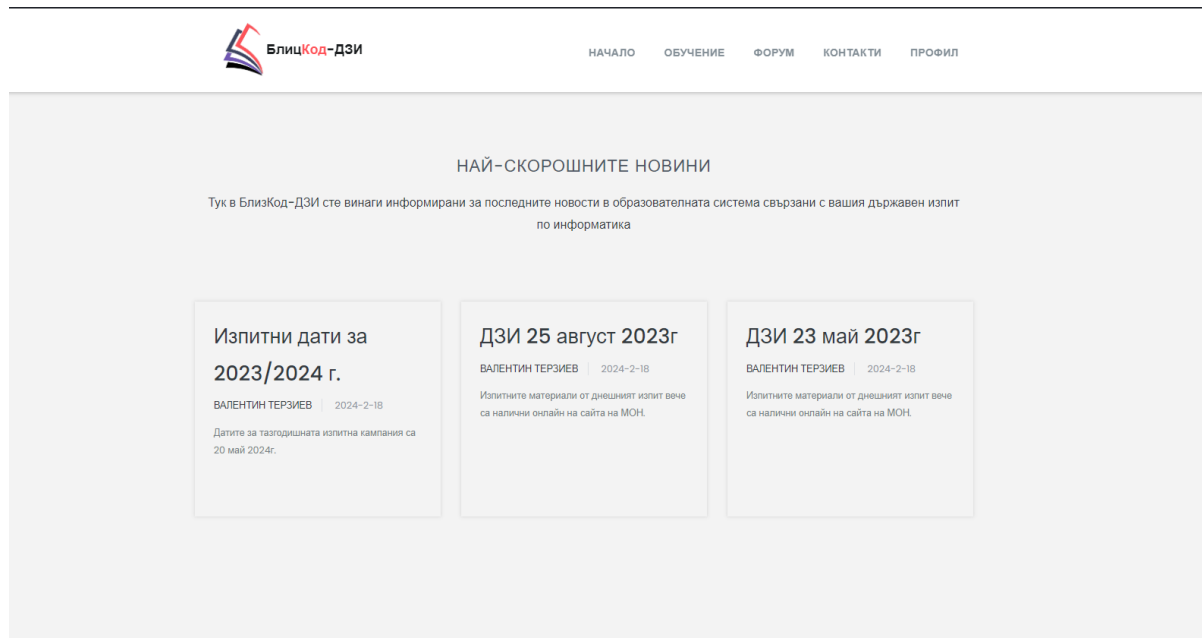 БлицКод-ДЗИ
НАЧАЛО ОБУЧЕНИЕ ФОРУМ КОНТАКТИ ПРОФИЛ
НАЙ-СКОРОШНИТЕ НОВИНИ
Тук в БлизКод-ДЗИ сте винаги информирани за последните новости в образователната система свързани с вашия държавен изпит
по информатика
Изпитни дати за
2023/2024 г.
ВАЛЕНТИН ТЕРЗИЕВ 2024-2-18
Датите за тазгодишната изпитна кампания са
20 май 2024г.
ДЗИ 25 август 2023г
ВАЛЕНТИН ТЕРЗИЕВ 2024-2-18
Изпитните материали от днешният изпит вече
са налични онлайн на сайта на МОН.
ДЗИ 23 май 2023г
ВАЛЕНТИН ТЕРЗИЕВ 2024-2-18
Изпитните материали от днешният изпит вече
са налични онлайн на сайта на МОН.